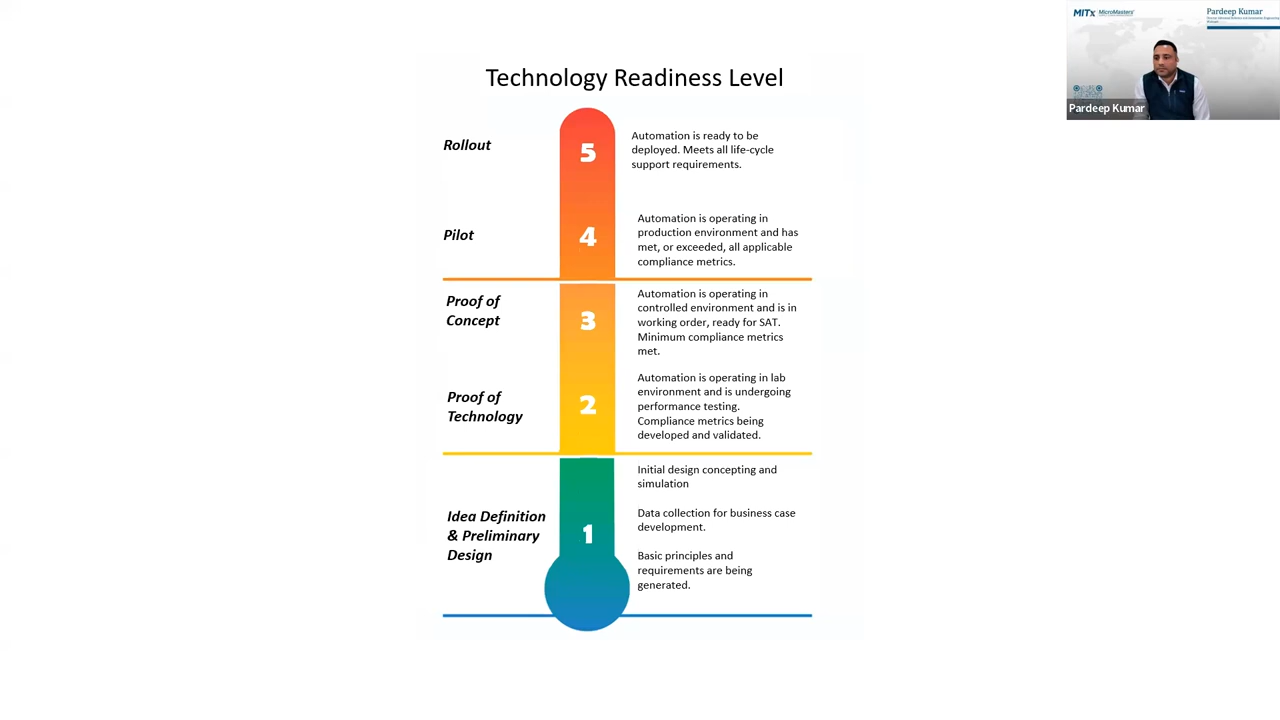 Technology Readiness Level
Rollout
5
Automation is ready to be
deployed. Meets all life-cycle
support requirements.
Pilot
4
Automation is operating in
production environment and has
met, or exceeded, all applicable
compliance metrics.
Proof of
Concept
3
Automation is operating in
controlled environment and is in
working order, ready for SAT.
Minimum compliance metrics
met.
Proof of
Technology
2
Automation is operating in lab
environment and is undergoing
performance testing.
Compliance metrics being
developed and validated.
Idea Definition
& Preliminary
Design
1
Initial design concepting and
simulation
Data collection for business case
development.
Basic principles and
requirements are being
generated.
MITx MicroMasters
Pardeep Kumar
Pardeep Kumar